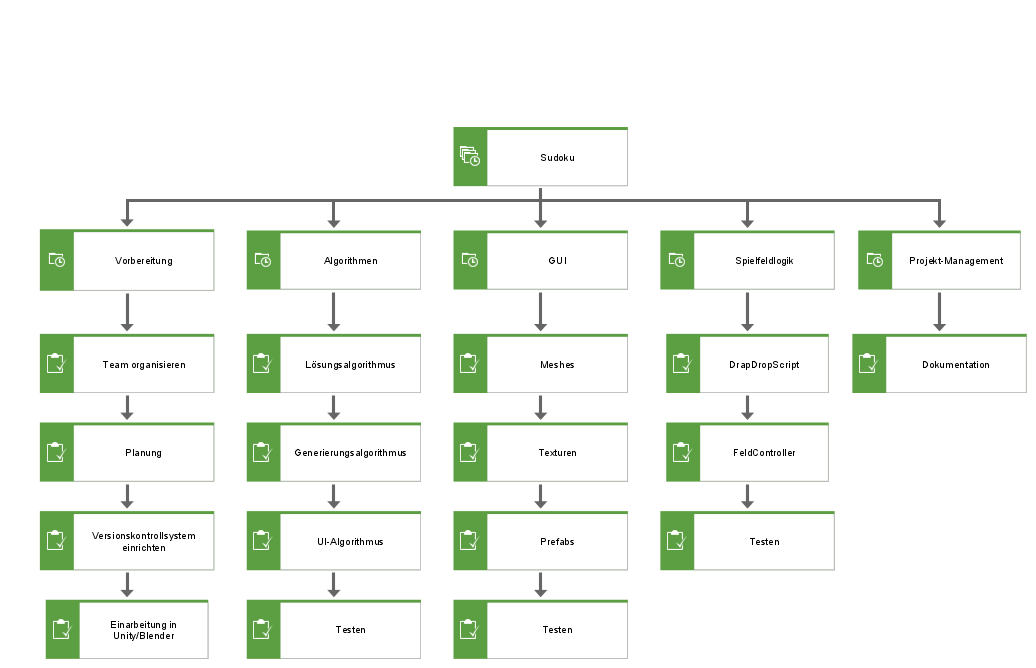 Sudoku
Vorbereitung
Algorithmen
GUI
Spielfeldlogik
Projekt-Management
Team organisieren
Lösungsalgorithmus
Meshes
DrapDropScript
Dokumentation
Planung
Generierungsalgorithmus
Texturen
FeldController
Versionskontrollsystem
einrichten
UI-Algorithmus
Prefabs
Testen
Einarbeitung in
Unity/Blender
Testen
Testen